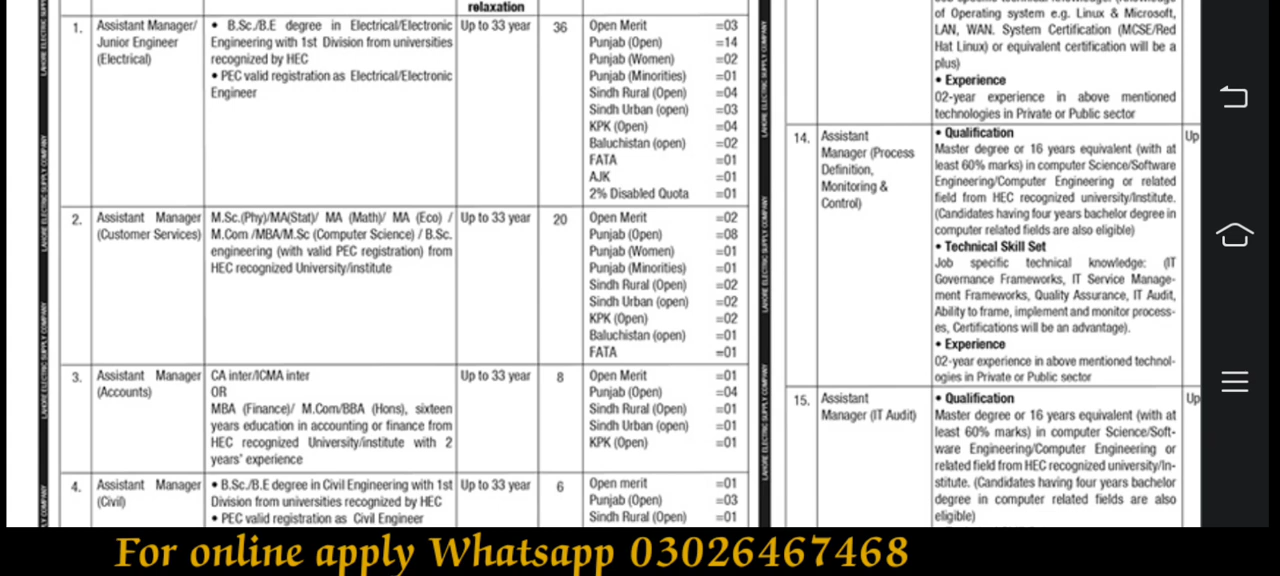 relaxation
1. Assistant Manager/ Junior Engineer (Electrical)
• B.Sc./B.E degree in Electrical/Electronic
Engineering with 1st Division from universities
recognized by HEC
• PEC valid registration as Electrical/Electronic
Engineer
Up to 33 year
36
Open Merit =03
Punjab (Open) =14
Punjab (Women) =02
Punjab (Minorities) =01
Sindh Rural (Open) =04
Sindh Urban (open) =03
KPK (Open) =04
Baluchistan (open) =02
FATA =01
AJK =01
2% Disabled Quota =01
2. Assistant Manager (Customer Services)
M.Sc.(Phy)/MA(Stat)/ MA (Math)/ MA (Eco) /
M.Com /MBA/M.Sc (Computer Science) / B.Sc.
engineering (with valid PEC registration) from
HEC recognized University/institute
Up to 33 year
20
Open Merit =02
Punjab (Open) =08
Punjab (Women) =01
Punjab (Minorities) =01
Sindh Rural (Open) =02
Sindh Urban (open) =02
KPK (Open) =02
Baluchistan (open) =01
FATA =01
3. Assistant Manager (Accounts)
CA inter/ICMA inter
OR
MBA (Finance)/ M.Com/BBA (Hons), sixteen
years education in accounting or finance from
HEC recognized University/institute with 2
years' experience
Up to 33 year
8
Open Merit =01
Punjab (Open) =04
Sindh Rural (Open) =01
Sindh Urban (open) =01
KPK (Open) =01
4. Assistant Manager (Civil)
• B.Sc./B.E degree in Civil Engineering with 1st
Division from universities recognized by HEC
• PEC valid registration as Civil Engineer
Up to 33 year
6
Open merit =01
Punjab (Open) =03
Sindh Rural (Open) =01
LAHORE ELECTRIC SUPPLY COMPANY
of Operating system e.g. Linux & Microsoft,
LAN, WAN. System Certification (MCSE/Red
Hat Linux) or equivalent certification will be a
plus)
• Experience
02-year experience in above mentioned
technologies in Private or Public sector
14. Assistant Manager (Process Definition, Monitoring & Control)
• Qualification
Master degree or 16 years equivalent (with at
least 60% marks) in computer Science/Software
Engineering/Computer Engineering or related
field from HEC recognized university/Institute.
(Candidates having four years bachelor degree in
computer related fields are also eligible)
• Technical Skill Set
Job specific technical knowledge: (IT
Governance Frameworks, IT Service Manage-
ment Frameworks, Quality Assurance, IT Audit,
Ability to frame, implement and monitor process-
es, Certifications will be an advantage).
• Experience
02-year experience in above mentioned technol-
ogies in Private or Public sector
Up
15. Assistant Manager (IT Audit)
• Qualification
Master degree or 16 years equivalent (with at
least 60% marks) in computer Science/Soft-
ware Engineering/Computer Engineering or
related field from HEC recognized university/In-
stitute. (Candidates having four years bachelor
degree in computer related fields are also
eligible)
Up
For online apply Whatsapp 03026467468